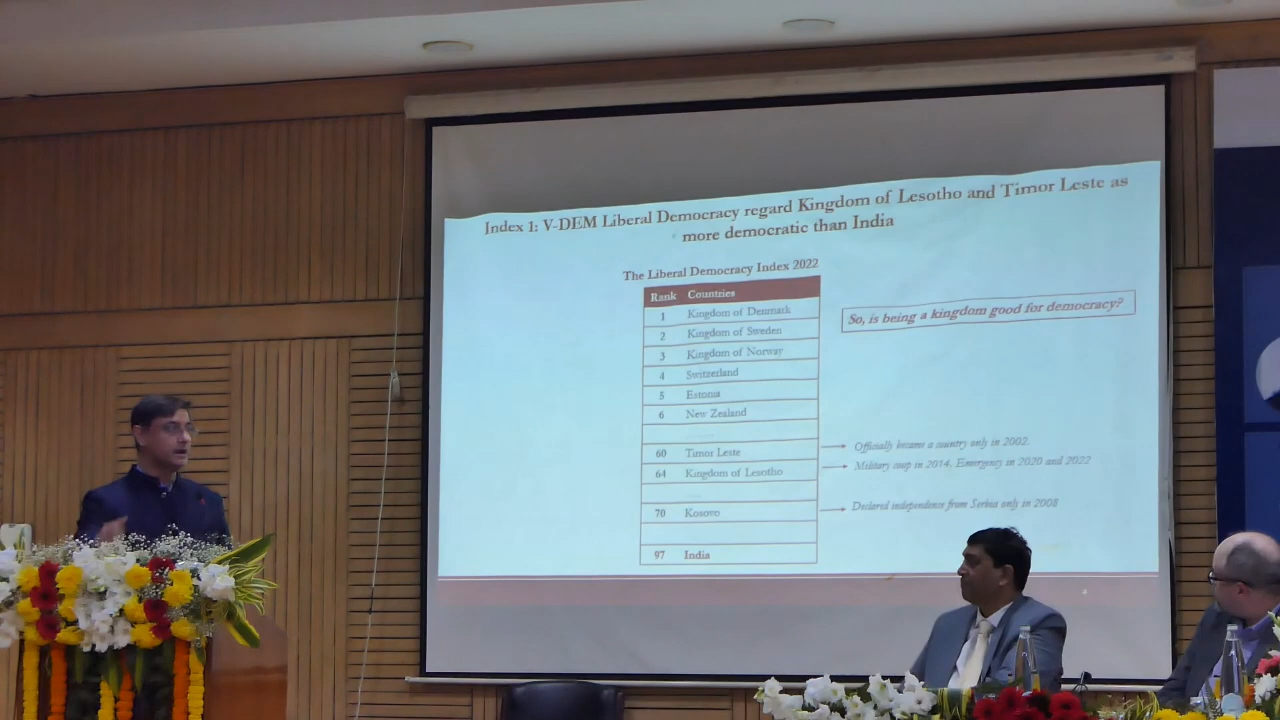 Index 1: V-DEM Liberal Democracy regard Kingdom of Lesotho and Timor Leste as
more democratic than India
The Liberal Democracy Index 2022
Rank Countries
1 Kingdom of Denmark
2 Kingdom of Sweden
3 Kingdom of Norway
4 Switzerland
5 Estonia
6 New Zealand
60 Timor Leste
64 Kingdom of Lesotho
70 Kosovo
97 India
So, is being a kingdom good for democracy?
Officially became a country only in 2002.
Military coup in 2014. Emergency in 2020 and 2022
Declared independence from Serbia only in 2008
4